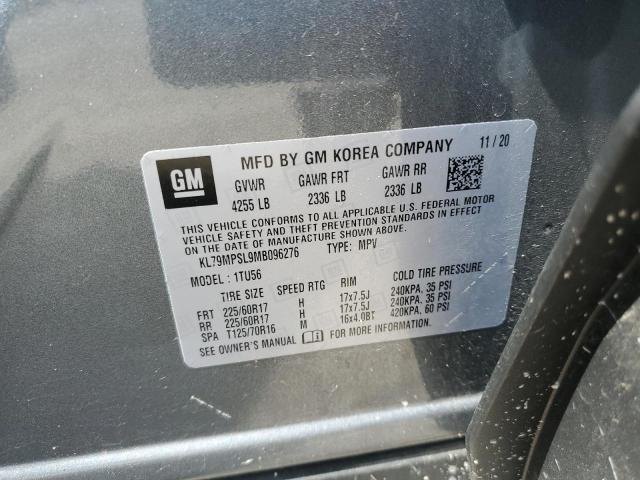 GM
MFD BY GM KOREA COMPANY 11/20
GVWR GAWR FRT GAWR RR
4255 LB 2336 LB 2336 LB
THIS VEHICLE CONFORMS TO ALL APPLICABLE U.S. FEDERAL MOTOR
VEHICLE SAFETY AND THEFT PREVENTION STANDARDS IN EFFECT
ON THE DATE OF MANUFACTURE SHOWN ABOVE.
KL79MPSL9MB096276 TYPE: MPV
MODEL: 1TU56
TIRE SIZE SPEED RTG RIM COLD TIRE PRESSURE
FRT 225/60R17 H 17x7.5J 240KPA, 35 PSI
RR 225/60R17 H 17x7.5J 240KPA, 35 PSI
SPA T125/70R16 M 16x4.0BT 420KPA, 60 PSI
SEE OWNER'S MANUAL FOR MORE INFORMATION.